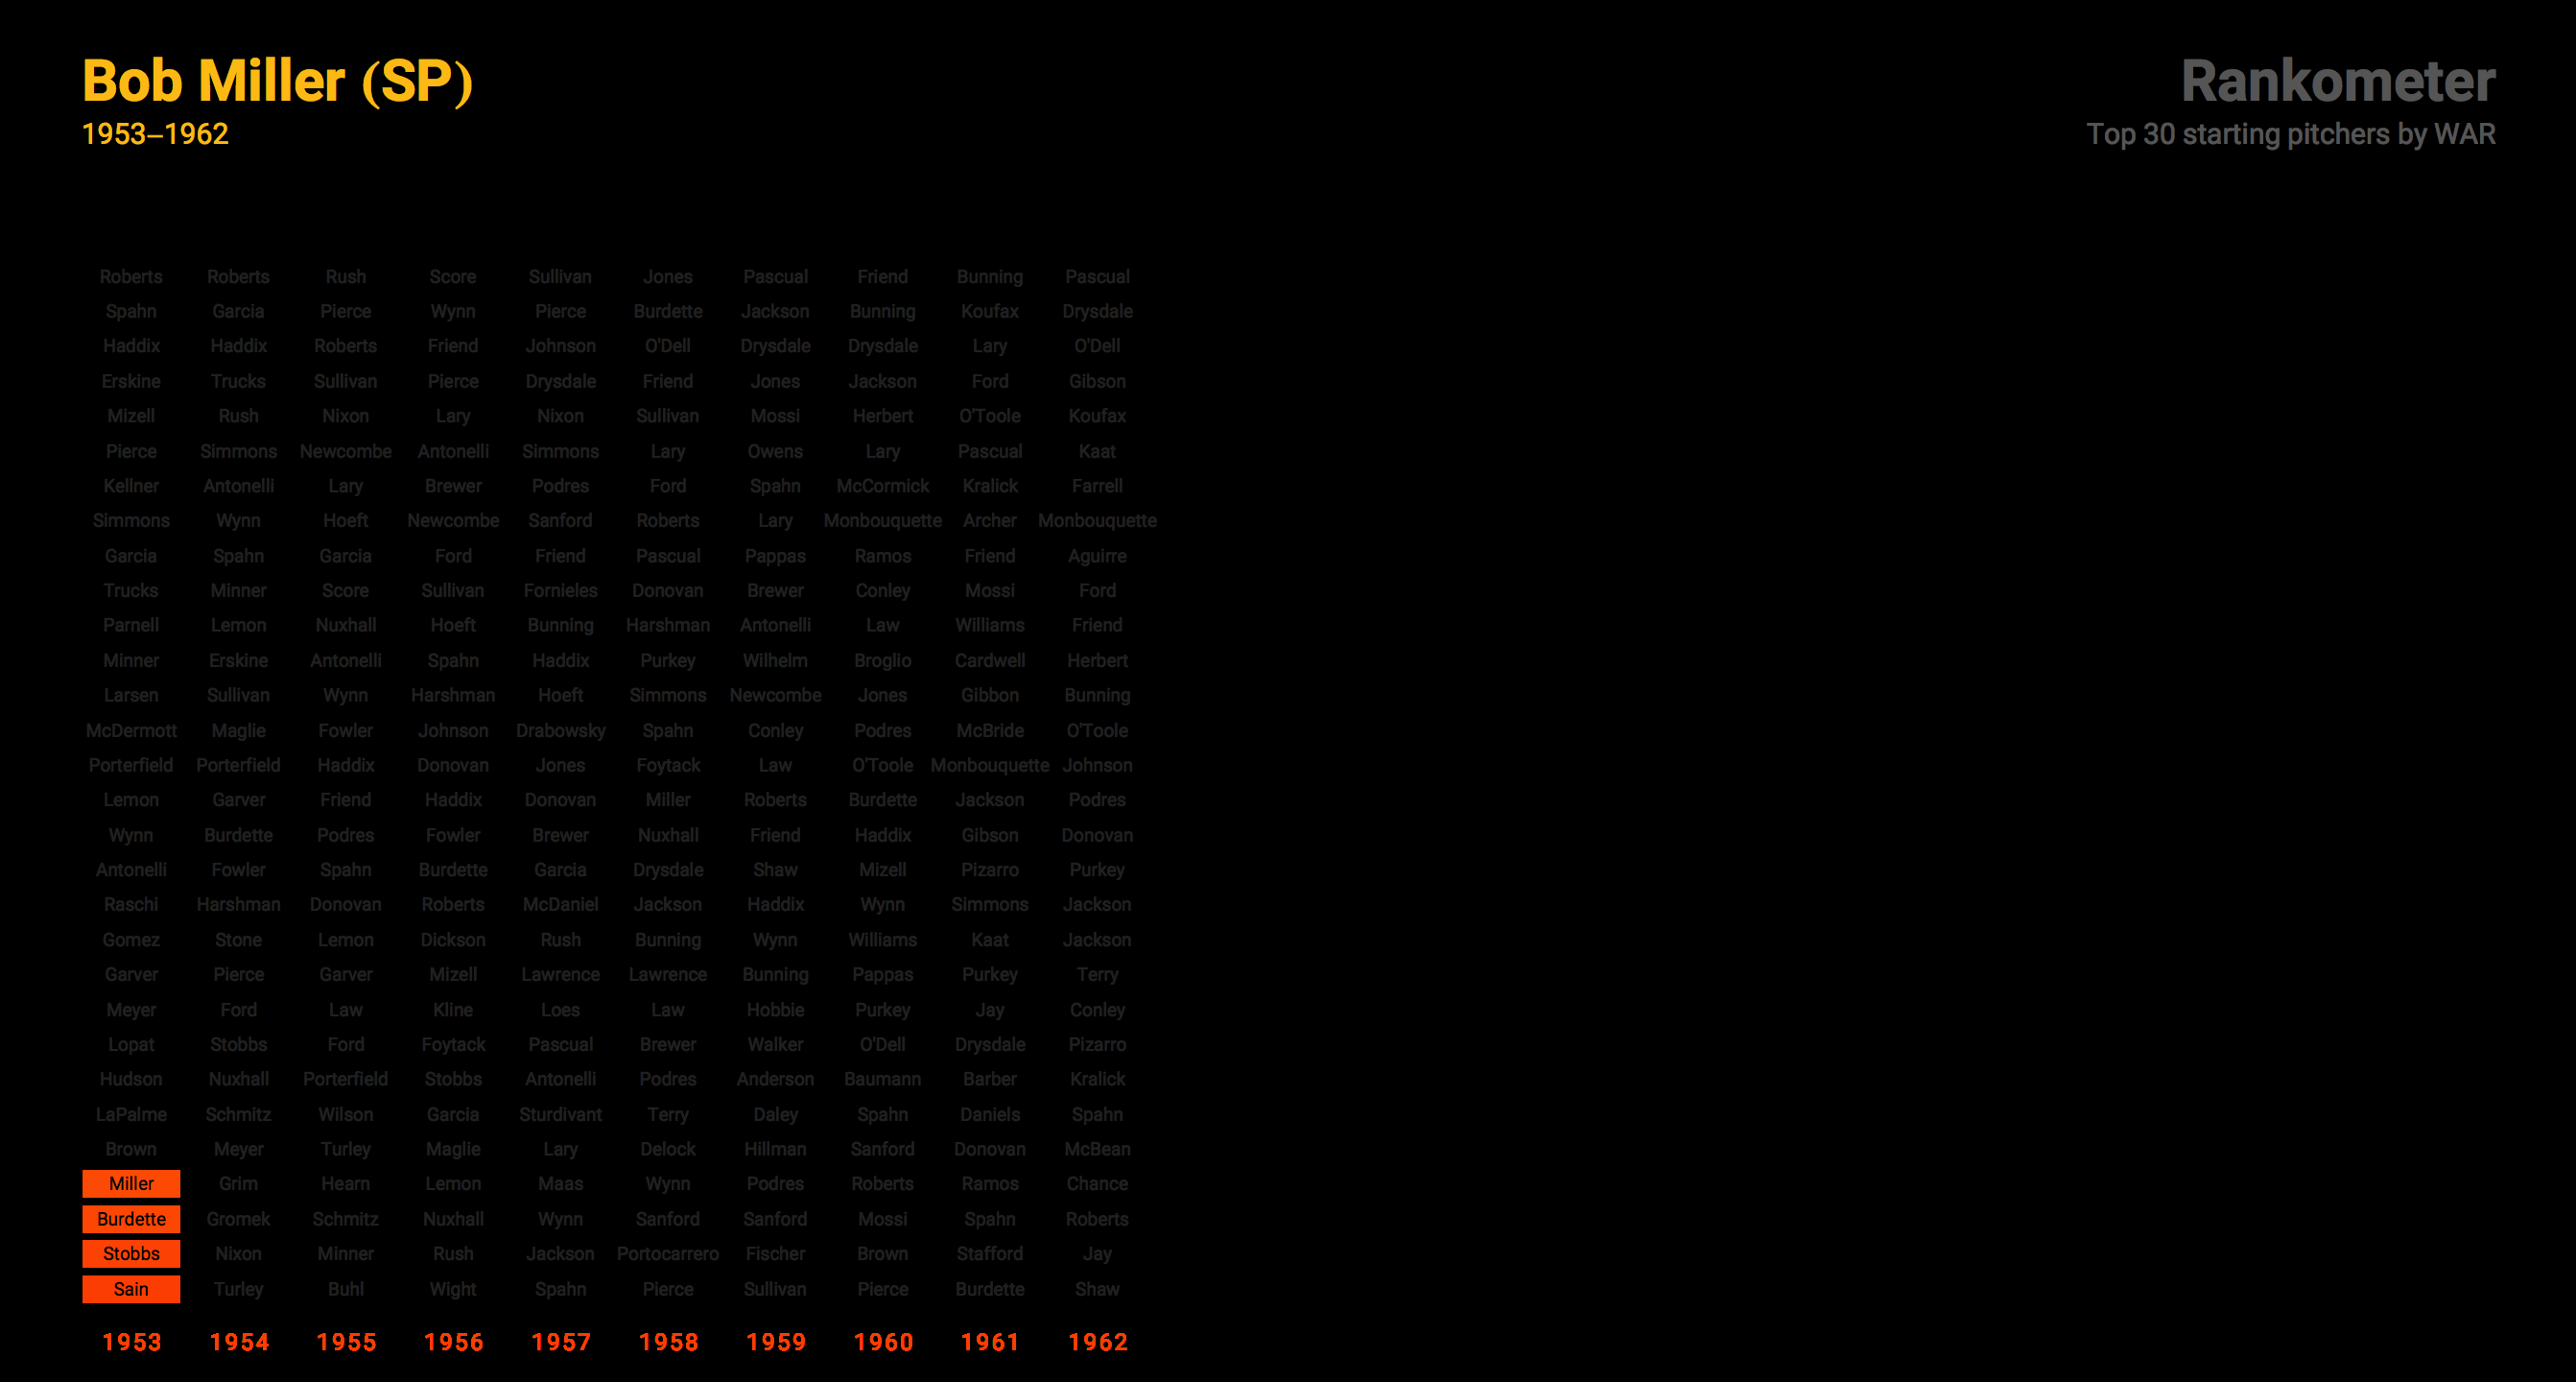 Bob Miller (SP)
1953–1962
Rankometer
Top 30 starting pitchers by WAR
Roberts Roberts Rush Score Sullivan Jones Pascual Friend Bunning Pascual
Spahn Garcia Pierce Wynn Pierce Burdette Jackson Bunning Koufax Drysdale
Haddix Haddix Roberts Friend Johnson O'Dell Drysdale Drysdale Lary O'Dell
Erskine Trucks Sullivan Pierce Drysdale Friend Jones Jackson Ford Gibson
Mizell Rush Nixon Lary Nixon Sullivan Mossi Herbert O'Toole Koufax
Pierce Simmons Newcombe Antonelli Simmons Lary Owens Lary Pascual Kaat
Kellner Antonelli Lary Brewer Podres Ford Spahn McCormick Kralick Farrell
Simmons Wynn Hoeft Newcombe Sanford Roberts Lary Monbouquette Archer Monbouquette
Garcia Spahn Garcia Ford Friend Pascual Pappas Ramos Friend Aguirre
Trucks Minner Score Sullivan Fornieles Donovan Brewer Conley Mossi Ford
Parnell Lemon Nuxhall Hoeft Bunning Harshman Antonelli Law Williams Friend
Minner Erskine Antonelli Spahn Haddix Purkey Wilhelm Broglio Cardwell Herbert
Larsen Sullivan Wynn Harshman Hoeft Simmons Newcombe Jones Gibbon Bunning
McDermott Maglie Fowler Johnson Drabowsky Spahn Conley Podres McBride O'Toole
Porterfield Porterfield Haddix Donovan Jones Foytack Law O'Toole Monbouquette Johnson
Lemon Garver Friend Haddix Donovan Miller Roberts Burdette Jackson Podres
Wynn Burdette Podres Fowler Brewer Nuxhall Friend Haddix Gibson Donovan
Antonelli Fowler Spahn Burdette Garcia Drysdale Shaw Mizell Pizarro Purkey
Raschi Harshman Donovan Roberts McDaniel Jackson Haddix Wynn Simmons Jackson
Gomez Stone Lemon Dickson Rush Bunning Wynn Williams Kaat Jackson
Garver Pierce Garver Mizell Lawrence Lawrence Bunning Pappas Purkey Terry
Meyer Ford Law Kline Loes Law Hobbie Purkey Jay Conley
Lopat Stobbs Ford Foytack Pascual Brewer Walker O'Dell Drysdale Pizarro
Hudson Nuxhall Porterfield Stobbs Antonelli Podres Anderson Baumann Barber Kralick
LaPalme Schmitz Wilson Garcia Sturdivant Terry Daley Spahn Daniels Spahn
Brown Meyer Turley Maglie Lary Delock Hillman Sanford Donovan McBean
Miller Grim Hearn Lemon Maas Wynn Podres Roberts Ramos Chance
Burdette Gromek Schmitz Nuxhall Wynn Sanford Sanford Mossi Spahn Roberts
Stobbs Nixon Minner Rush Jackson Portocarrero Fischer Brown Stafford Jay
Sain Turley Buhl Wight Spahn Pierce Sullivan Pierce Burdette Shaw
1953 1954 1955 1956 1957 1958 1959 1960 1961 1962